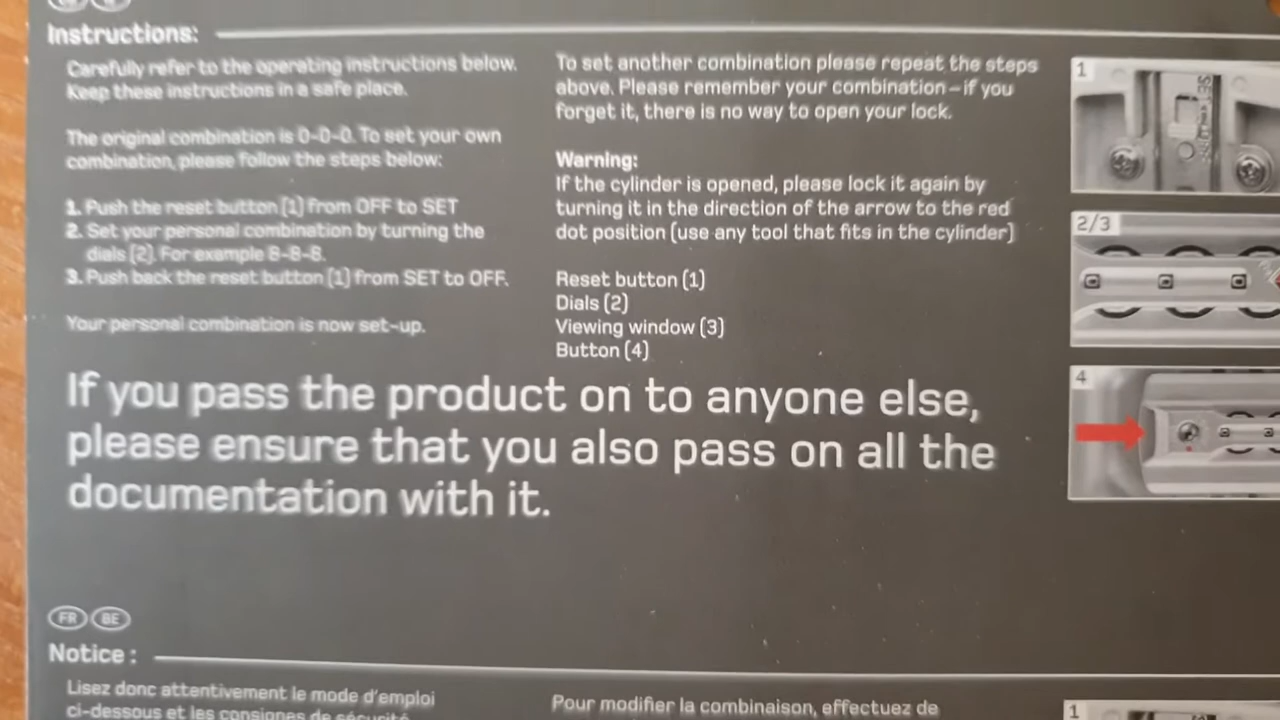 Instructions:
Carefully refer to the operating instructions below.
Keep these instructions in a safe place.
The original combination is 0-0-0. To set your own
combination, please follow the steps below:
1. Push the reset button (1) from OFF to SET
2. Set your personal combination by turning the
dials (2). For example 8-8-8.
3. Push back the reset button (1) from SET to OFF.
Your personal combination is now set-up.
To set another combination please repeat the steps
above. Please remember your combination – if you
forget it, there is no way to open your lock.
Warning:
If the cylinder is opened, please lock it again by
turning it in the direction of the arrow to the red
dot position (use any tool that fits in the cylinder)
Reset button (1)
Dials (2)
Viewing window (3)
Button (4)
If you pass the product on to anyone else,
please ensure that you also pass on all the
documentation with it.
1
SET
2/3
4
FR BE
Notice :
Lisez donc attentivement le mode d'emploi
ci-dessous et les consignes de sécurité
Pour modifier la combinaison, effectuez de
1